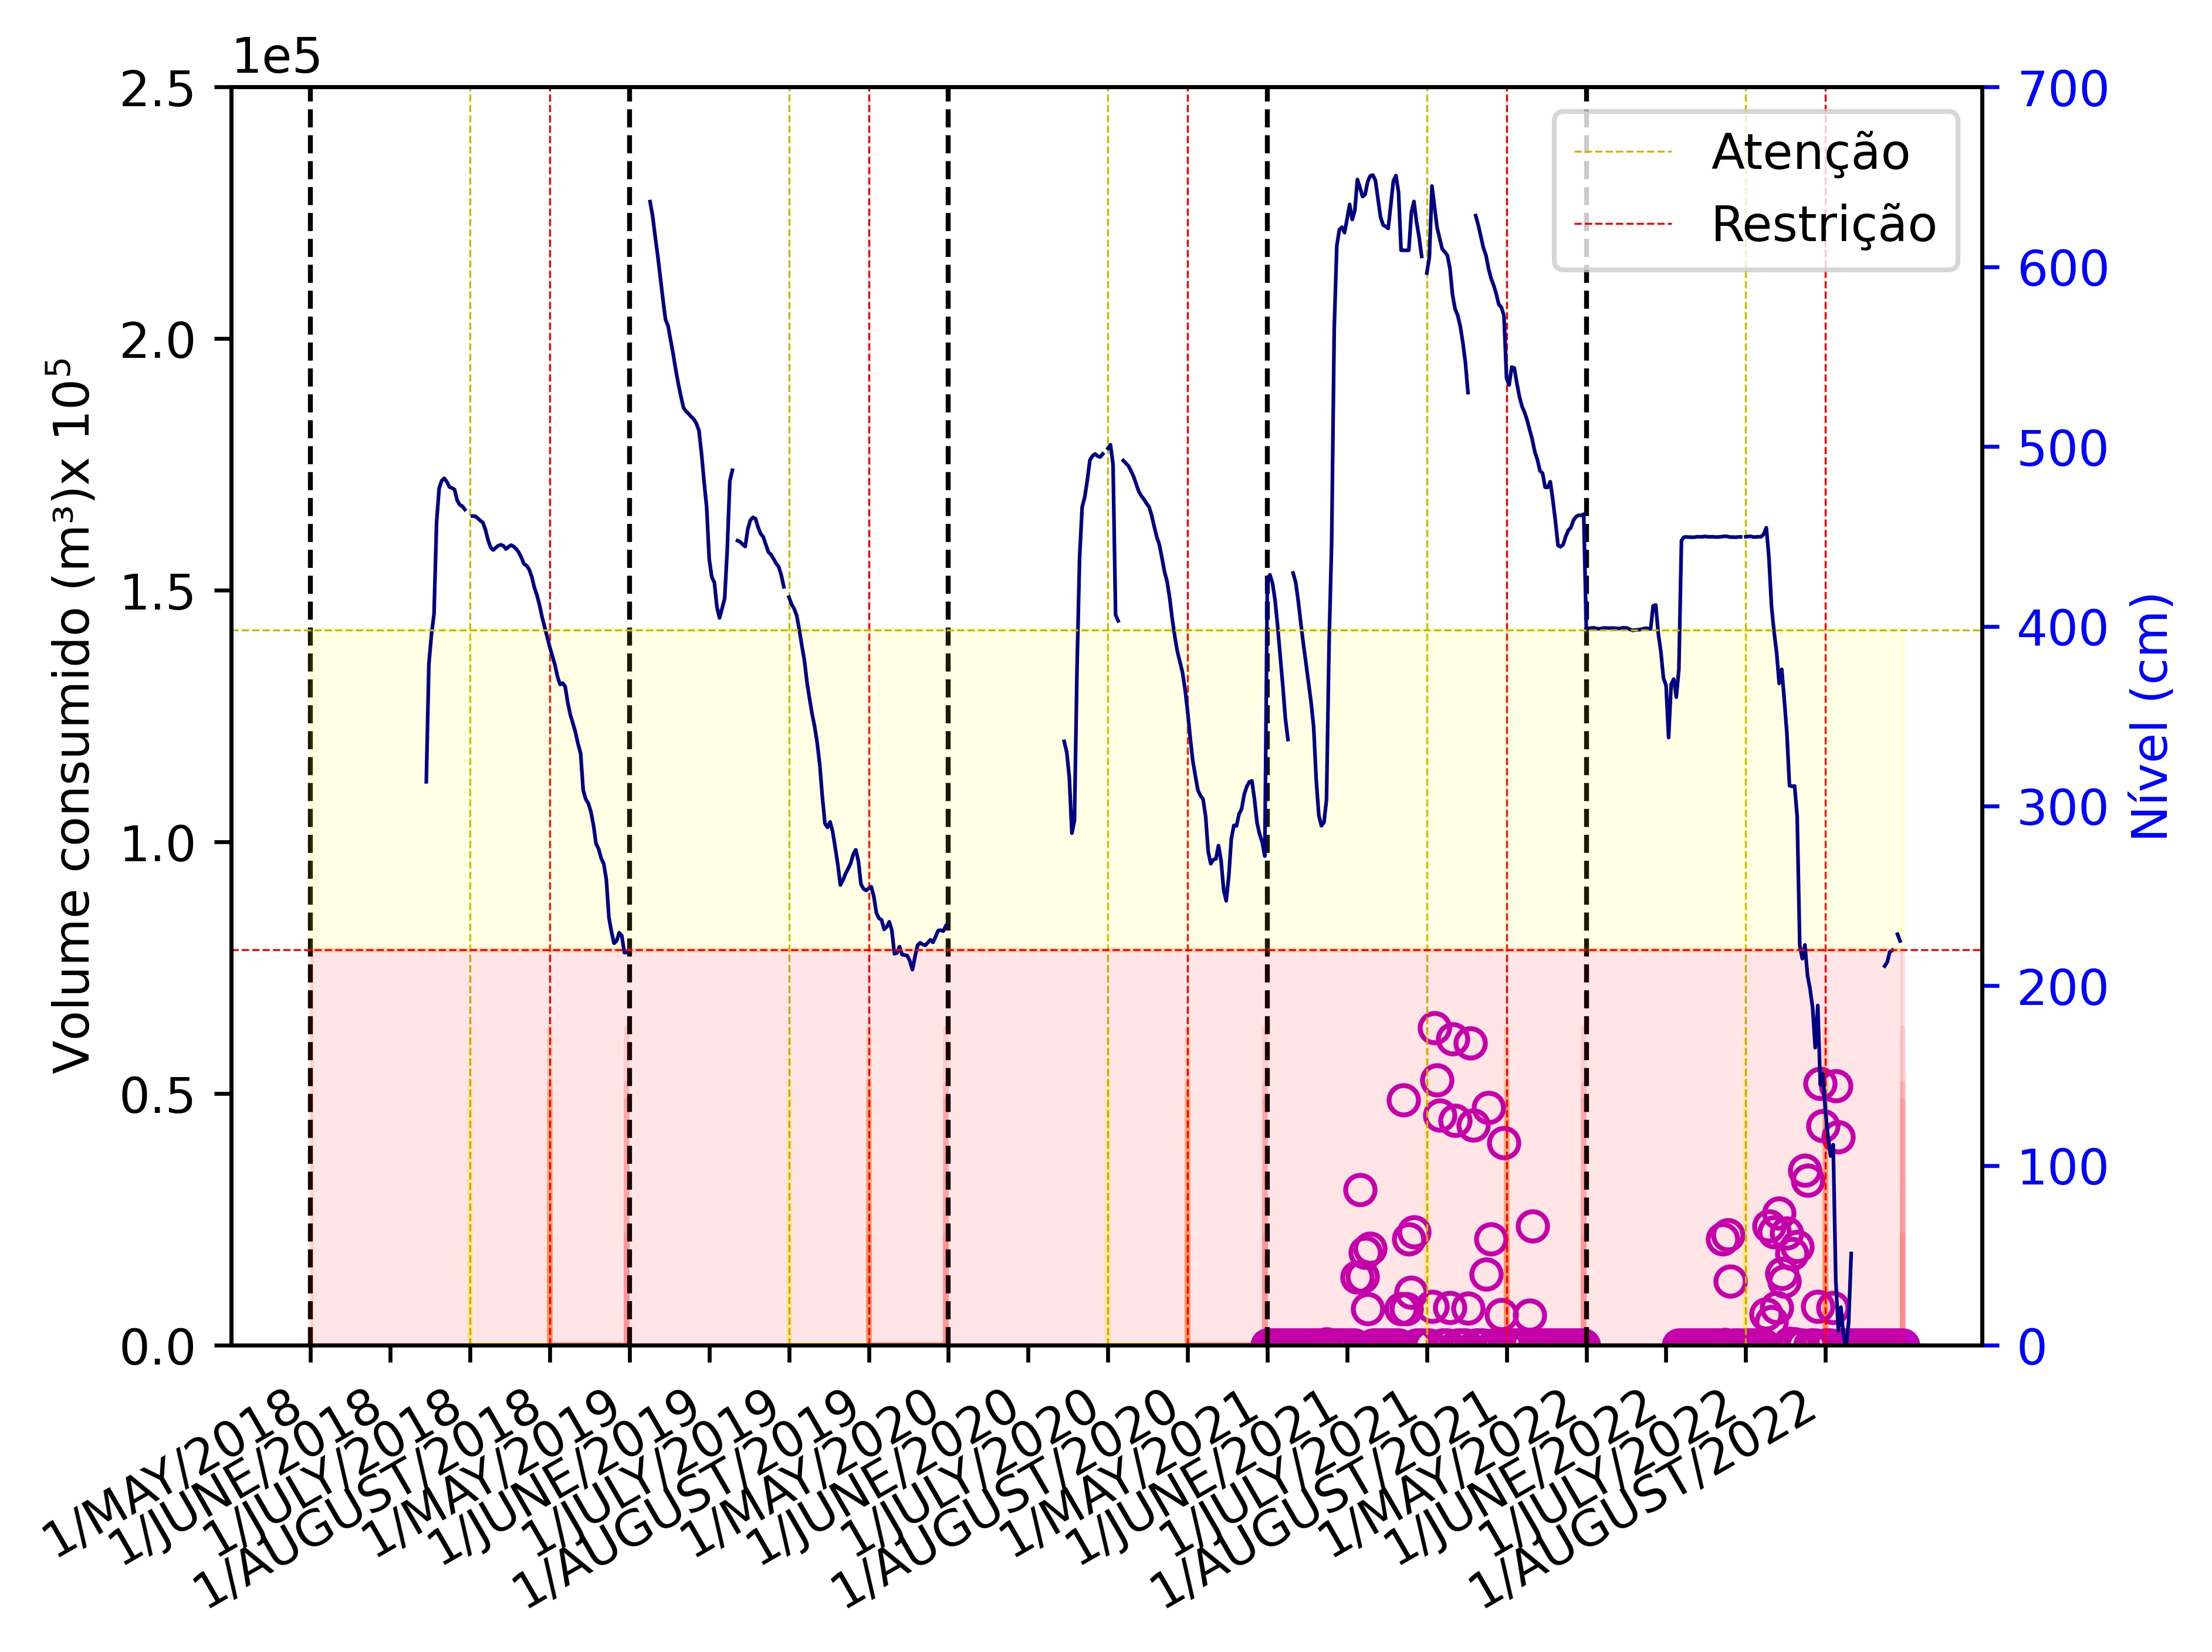 1e5
2.5
2.0
1.5
1.0
0.5
0.0
Volume consumido (m³)x 10⁵
700
600
500
400
300
200
100
0
Nível (cm)
Atenção
Restrição
1/MAY/2018
1/JUNE/2018
1/JULY/2018
1/AUGUST/2018
1/MAY/2019
1/JUNE/2019
1/JULY/2019
1/AUGUST/2019
1/MAY/2020
1/JUNE/2020
1/JULY/2020
1/AUGUST/2020
1/MAY/2021
1/JUNE/2021
1/JULY/2021
1/AUGUST/2021
1/MAY/2022
1/JUNE/2022
1/JULY/2022
1/AUGUST/2022